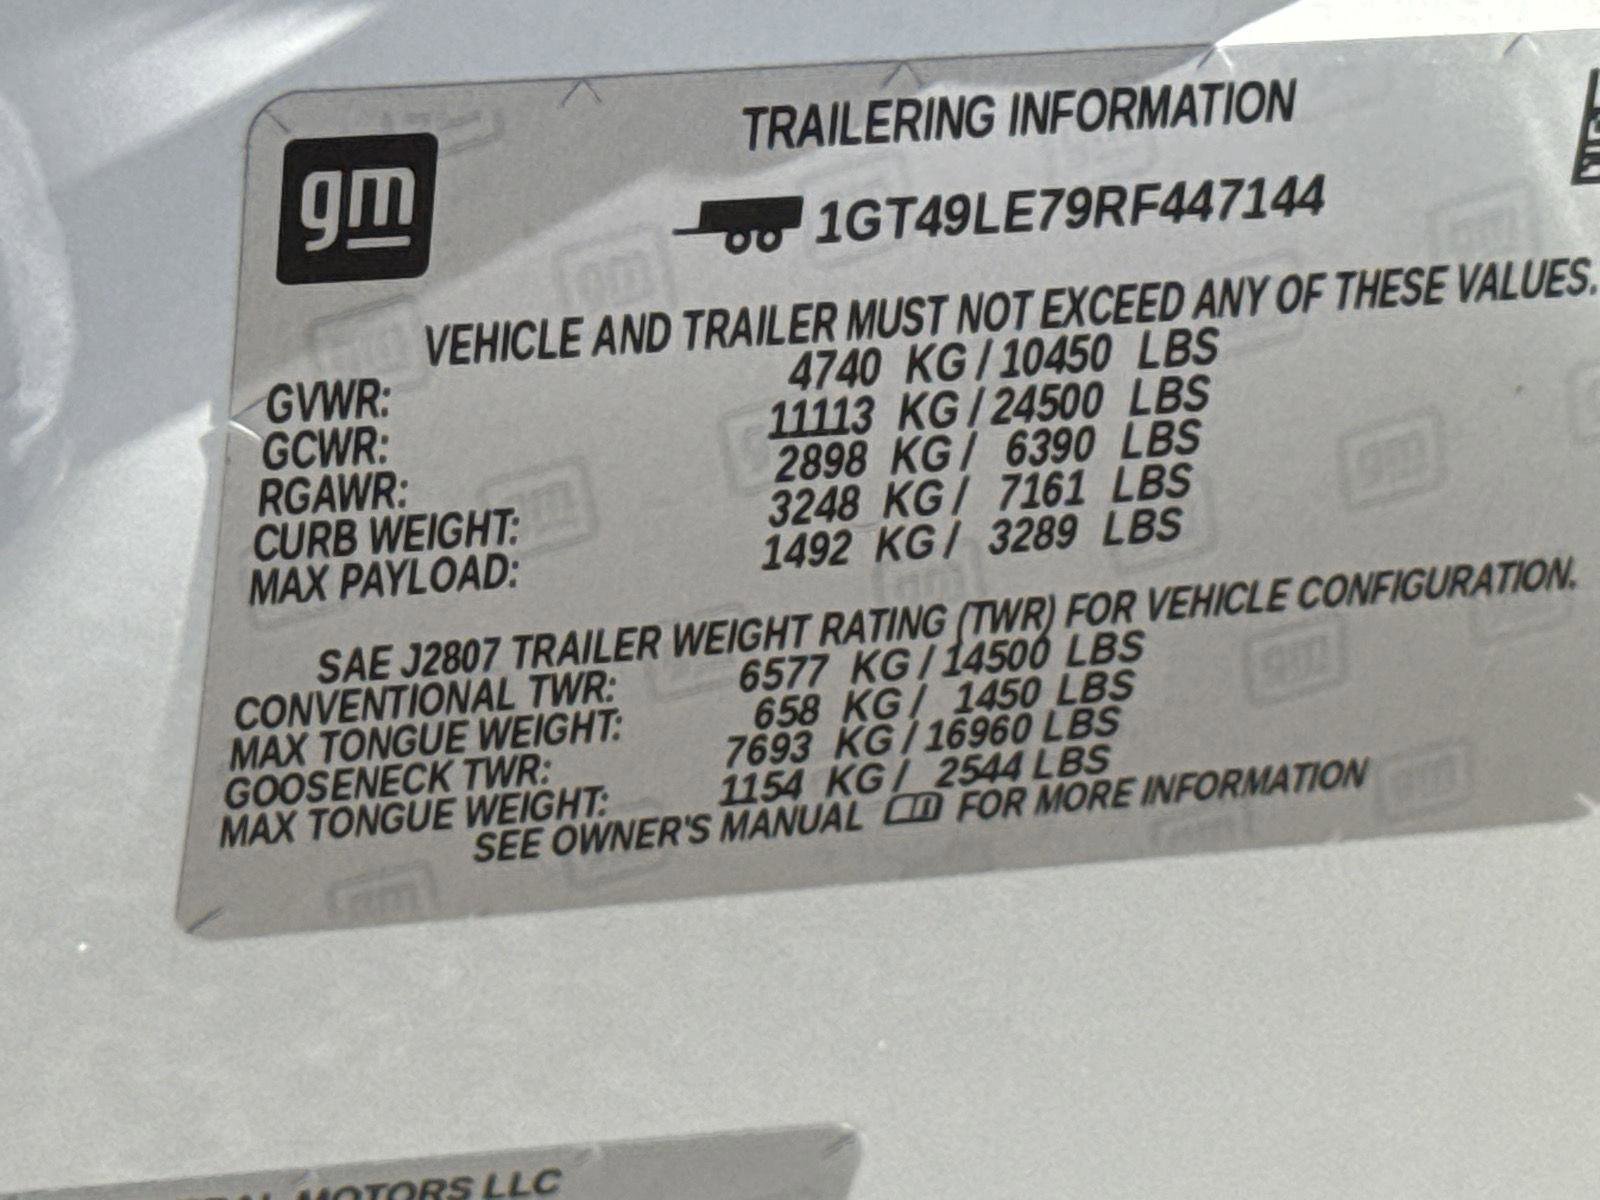 gm
TRAILERING INFORMATION
1GT49LE79RF447144
VEHICLE AND TRAILER MUST NOT EXCEED ANY OF THESE VALUES.
GVWR: 4740 KG / 10450 LBS
GCWR: 11113 KG / 24500 LBS
RGAWR: 2898 KG / 6390 LBS
CURB WEIGHT: 3248 KG / 7161 LBS
MAX PAYLOAD: 1492 KG / 3289 LBS
SAE J2807 TRAILER WEIGHT RATING (TWR) FOR VEHICLE CONFIGURATION.
CONVENTIONAL TWR: 6577 KG / 14500 LBS
MAX TONGUE WEIGHT: 658 KG / 1450 LBS
GOOSENECK TWR: 7693 KG / 16960 LBS
MAX TONGUE WEIGHT: 1154 KG / 2544 LBS
SEE OWNER'S MANUAL FOR MORE INFORMATION
MOTORS LLC